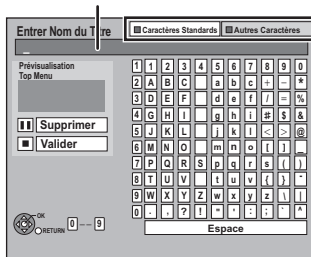 Entrer Nom du Titre
Caractères Standards
Autres Caractères
_
Prévisualisation
Top Menu
Supprimer
Valider
OK
RETURN
0 -- 9
1 1 2 3 4 5 6 7 8 9 0
2 A B C a b c + - *
3 D E F d e f / = %
4 G H I g h i # $ &
5 J K L j k l < > @
6 M N O m n o [ ] _
7 P Q R S p q r s ( )
8 T U V t u v { } ~
9 W X Y Z w x y z \ |
0 . , ? ! " ' : ; ` ^
Espace